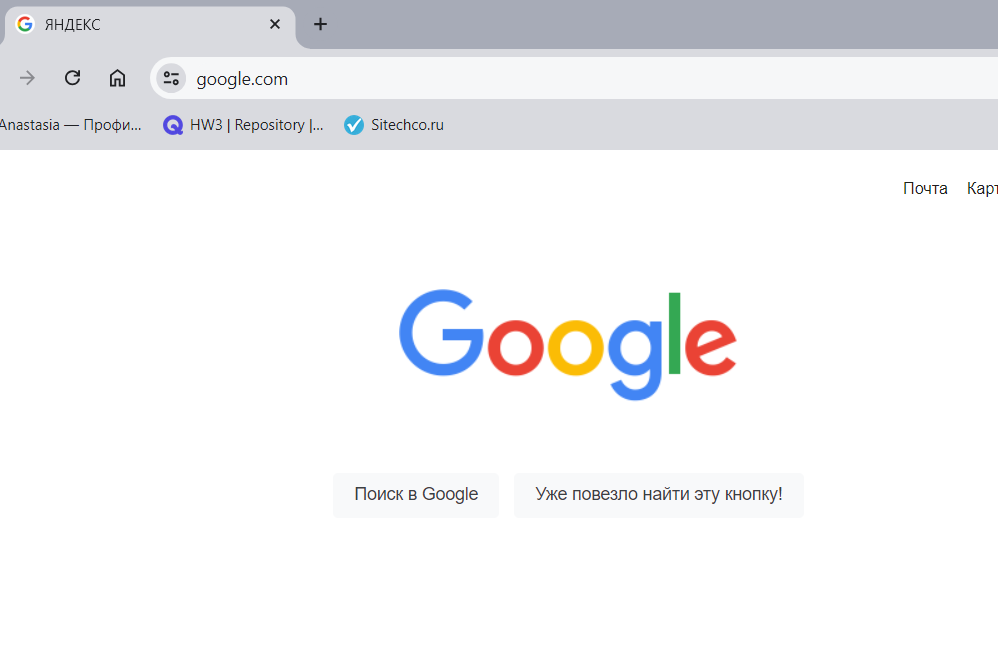 ЯНДЕКС
google.com
Anastasia — Профи...
HW3 | Repository |...
Sitechco.ru
Почта Карт
Google
Поиск в Google
Уже повезло найти эту кнопку!